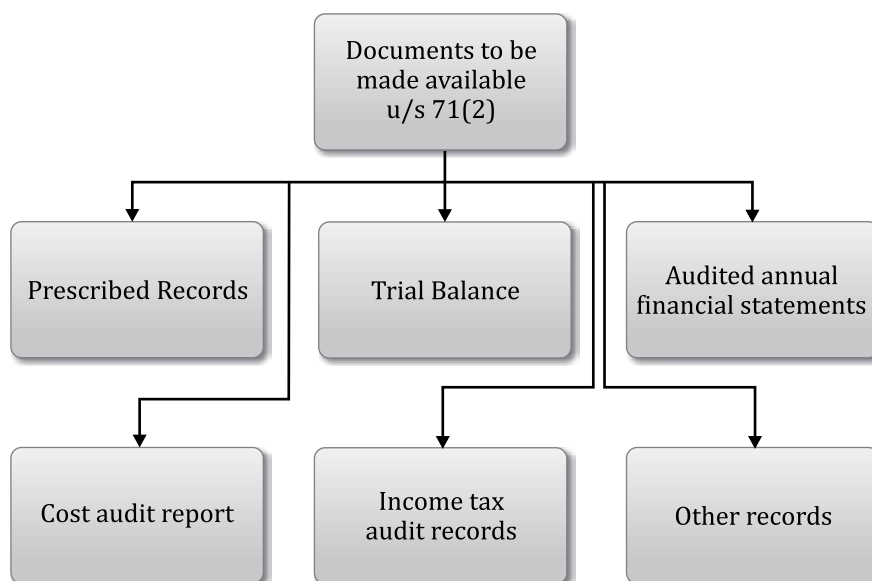 Documents to be
made available
u/s 71(2)
Prescribed Records
Trial Balance
Audited annual
financial statements
Cost audit report
Income tax
audit records
Other records